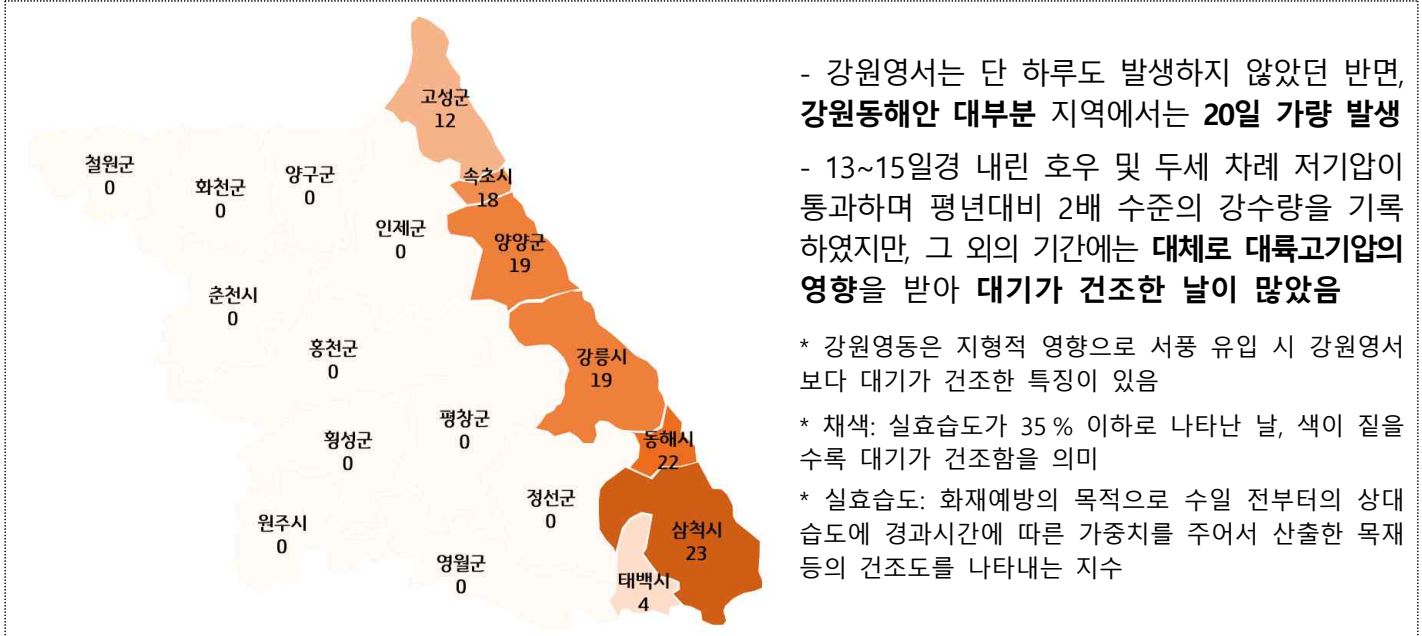 고성군
12
철원군
0
화천군
0
양구군
0
속초시
18
인제군
0
양양군
19
춘천시
0
홍천군
0
강릉시
19
평창군
0
횡성군
0
동해시
22
정선군
0
원주시
0
삼척시
23
영월군
0
태백시
4
- 강원영서는 단 하루도 발생하지 않았던 반면,
강원동해안 대부분 지역에서는 20일 가량 발생
- 13~15일경 내린 호우 및 두세 차례 저기압이
통과하며 평년대비 2배 수준의 강수량을 기록
하였지만, 그 외의 기간에는 대체로 대륙고기압의
영향을 받아 대기가 건조한 날이 많았음
* 강원영동은 지형적 영향으로 서풍 유입 시 강원영서
보다 대기가 건조한 특징이 있음
* 채색: 실효습도가 35 % 이하로 나타난 날, 색이 짙을
수록 대기가 건조함을 의미
* 실효습도: 화재예방의 목적으로 수일 전부터의 상대
습도에 경과시간에 따른 가중치를 주어서 산출한 목재
등의 건조도를 나타내는 지수